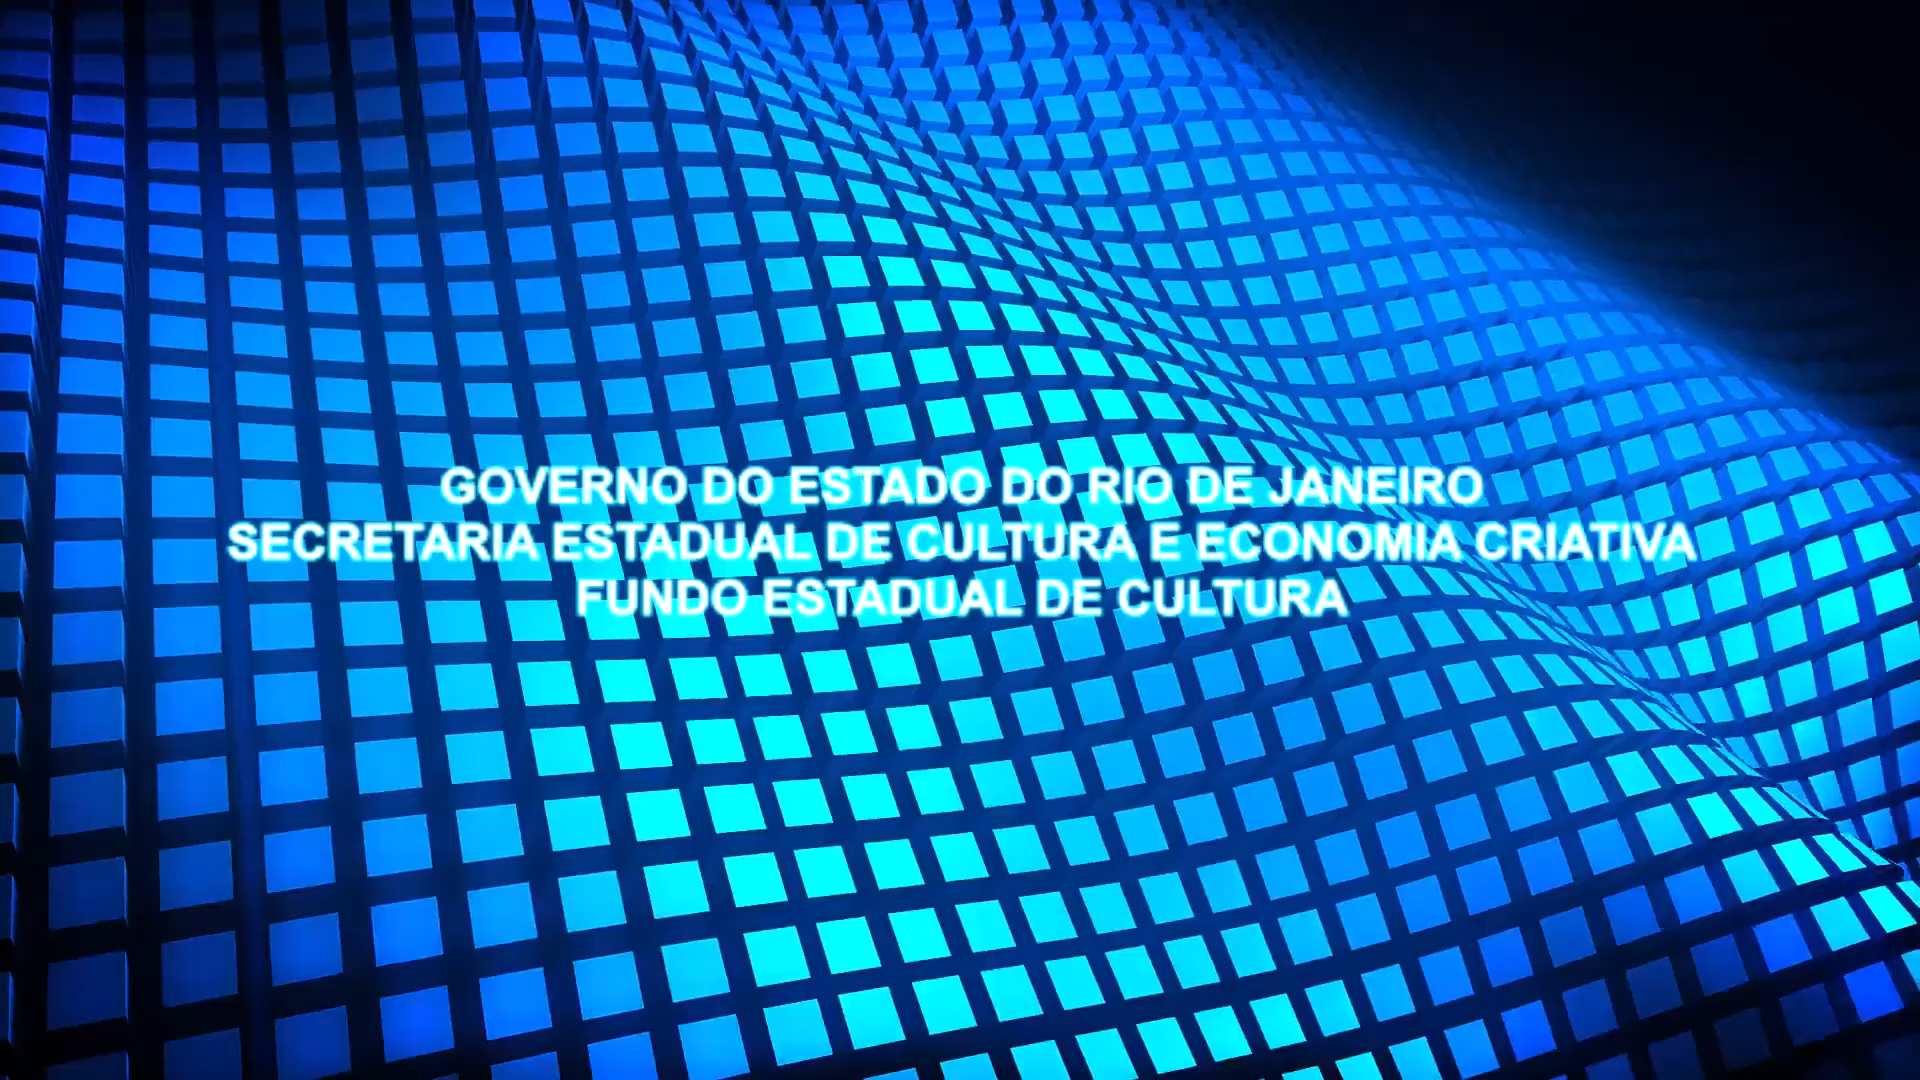 GOVERNO DO ESTADO DO RIO DE JANEIRO
SECRETARIA ESTADUAL DE CULTURA E ECONOMIA CRIATIVA
FUNDO ESTADUAL DE CULTURA